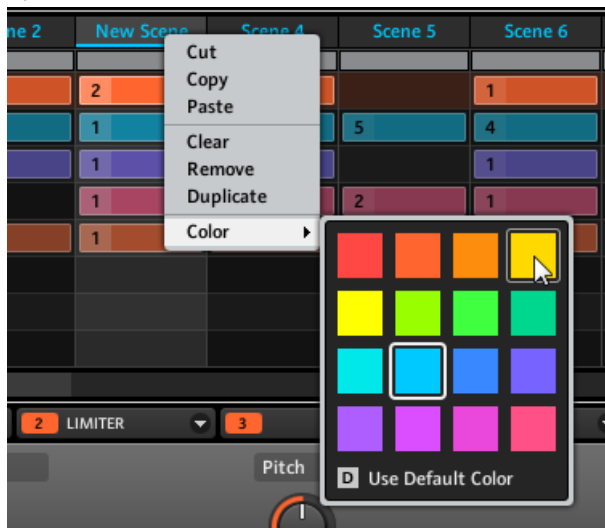 ne 2 New Scene Scene 4 Scene 5 Scene 6
Cut
Copy
Paste
Clear
Remove
Duplicate
Color
2 1
1 5 4
1 1
1 2 1
1
2 LIMITER 3
Pitch
D Use Default Color